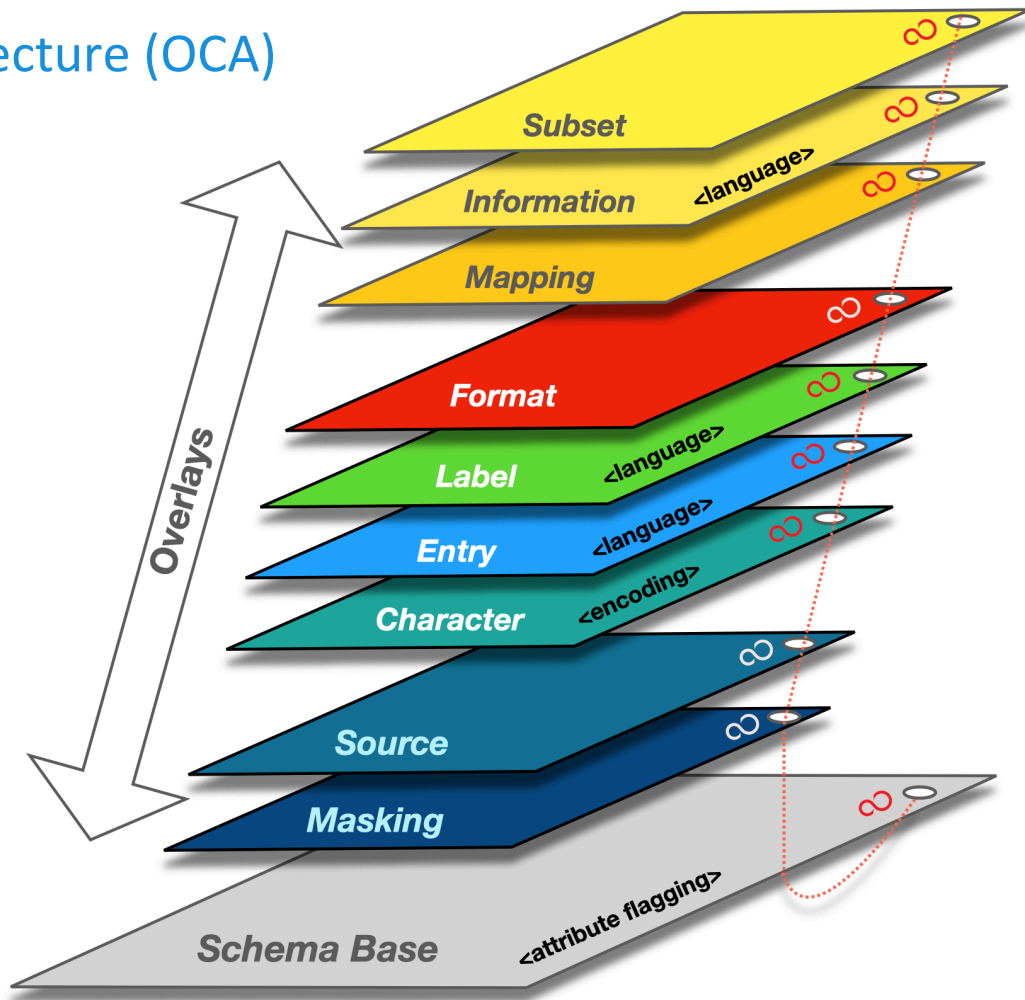 ecture (OCA)
Subset
Information
<language>
Mapping
Format
Label
<language>
Entry
<language>
Character
<encoding>
Source
Masking
Schema Base
<attribute flagging>
Overlays